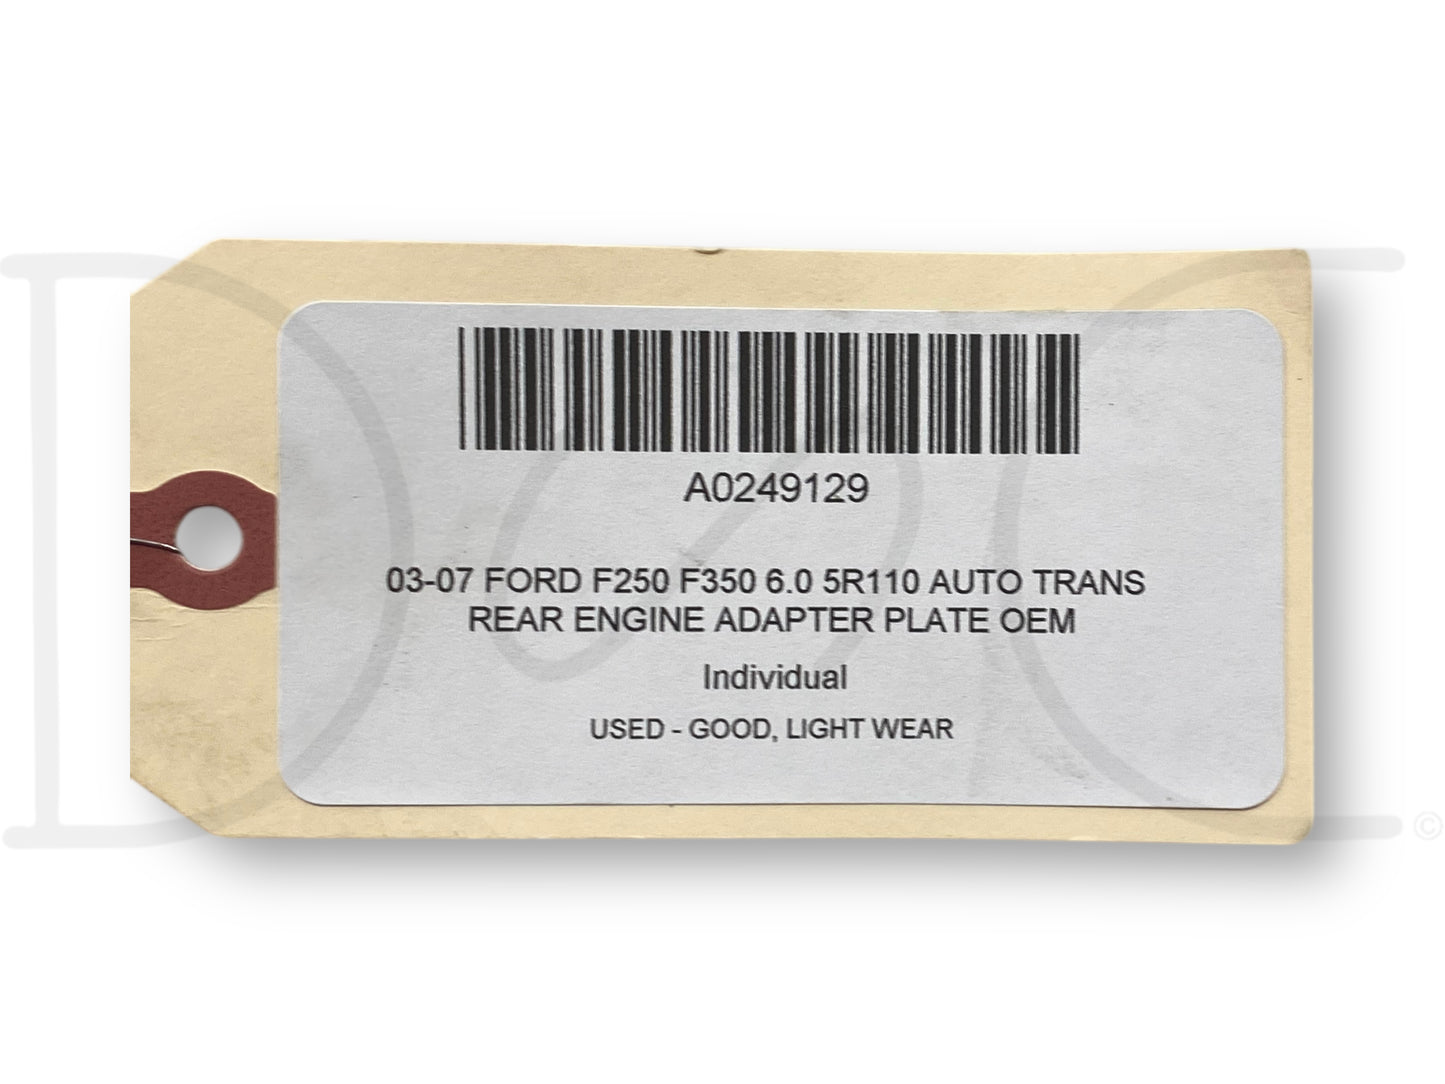 A0249129
03-07 FORD F250 F350 6.0 5R110 AUTO TRANS
REAR ENGINE ADAPTER PLATE OEM
Individual
USED - GOOD, LIGHT WEAR
©